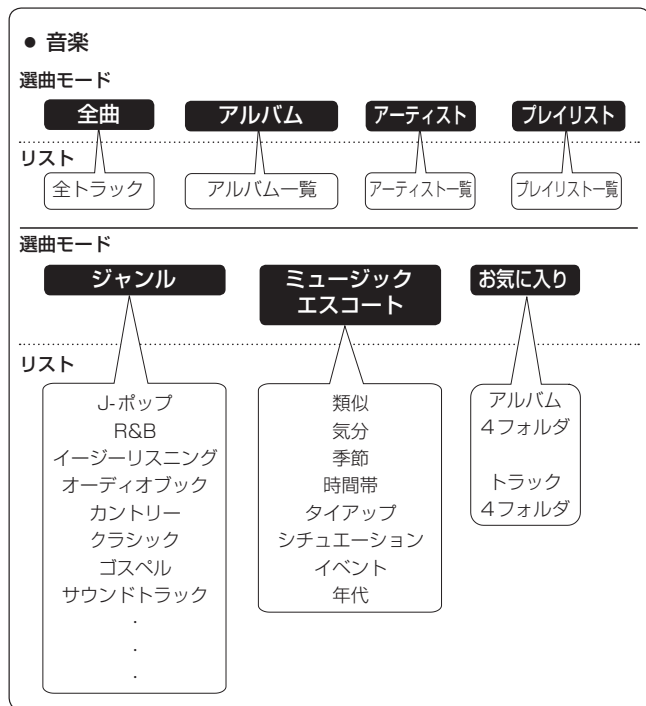 ● 音楽
選曲モード
全曲 アルバム アーティスト プレイリスト
リスト
全トラック アルバム一覧 アーティスト一覧 プレイリスト一覧
選曲モード
ジャンル ミュージック お気に入り
エスコート
リスト
J-ポップ 類似 アルバム
R&B 気分 4フォルダ
イージーリスニング 季節
オーディオブック 時間帯 トラック
カントリー タイアップ 4フォルダ
クラシック シチュエーション
ゴスペル イベント
サウンドトラック 年代
・
・
・